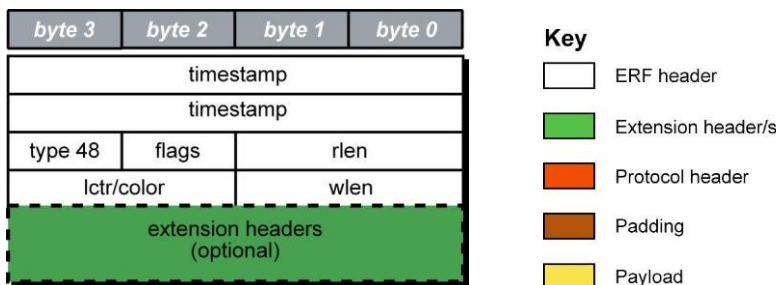 byte 3 byte 2 byte 1 byte 0
timestamp
timestamp
type 48 flags rlen
lctr/color wlen
extension headers
(optional)
Key
ERF header
Extension header/s
Protocol header
Padding
Payload